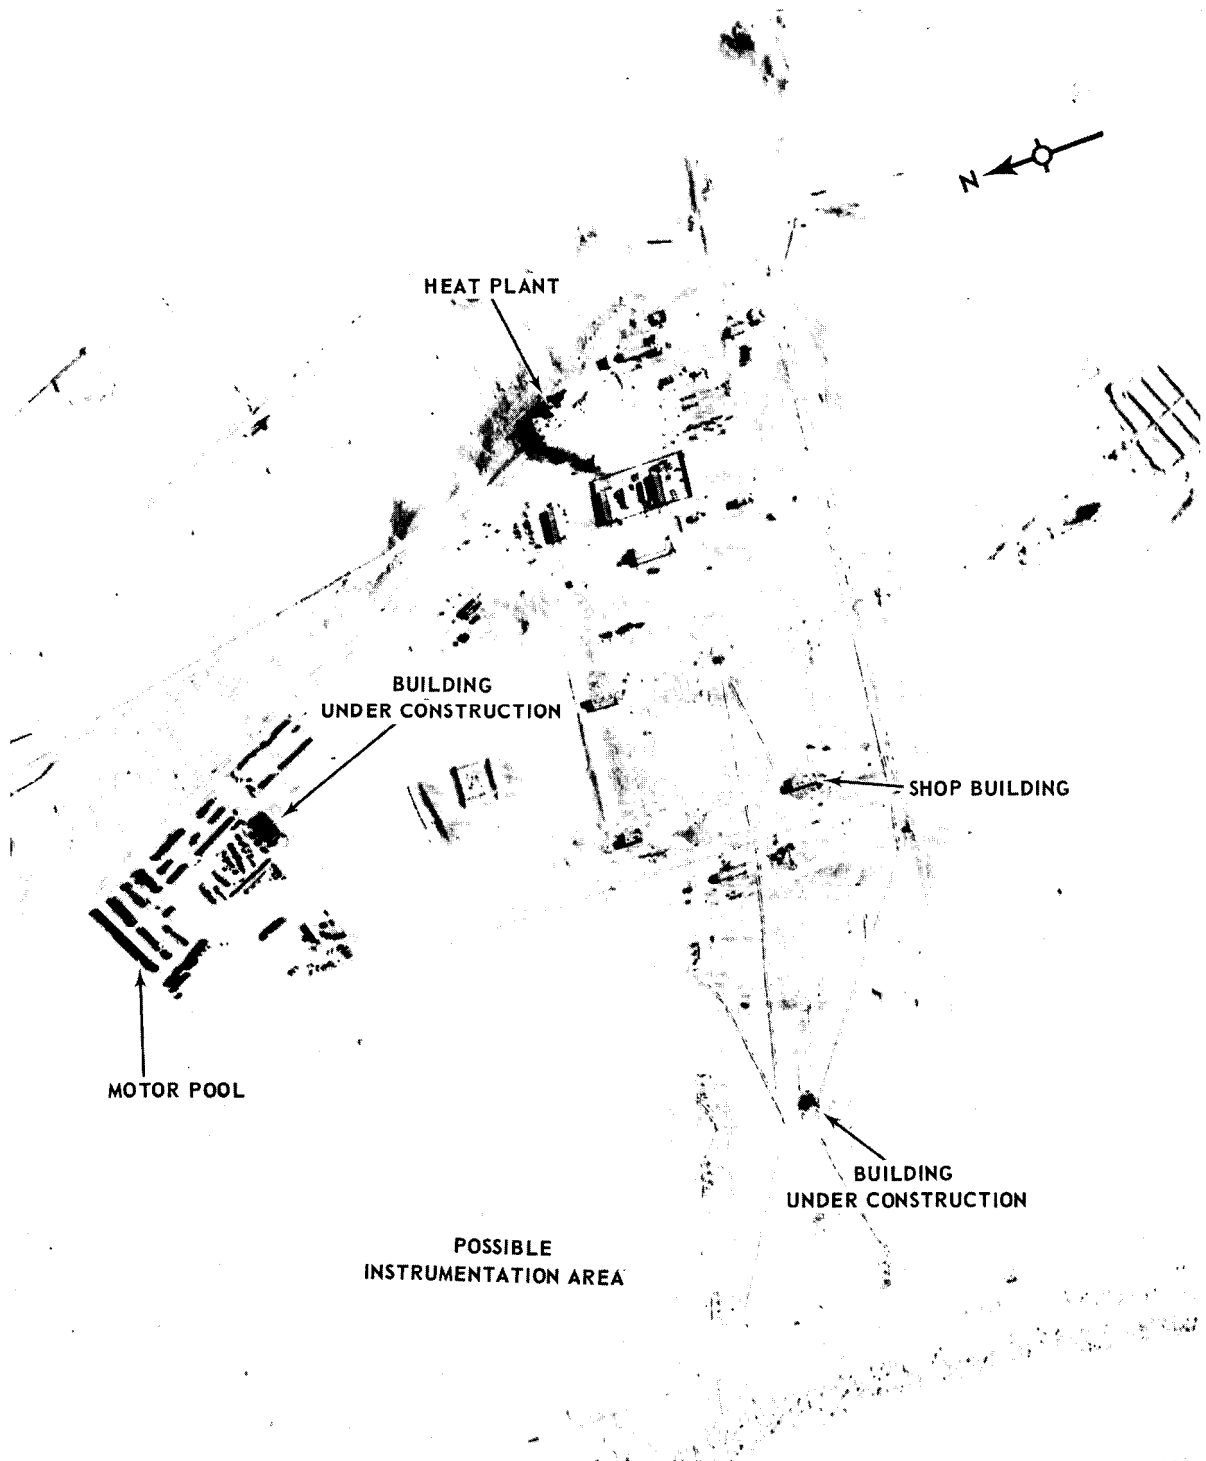 N
HEAT PLANT
BUILDING
UNDER CONSTRUCTION
SHOP BUILDING
MOTOR POOL
BUILDING
UNDER CONSTRUCTION
POSSIBLE
INSTRUMENTATION AREA